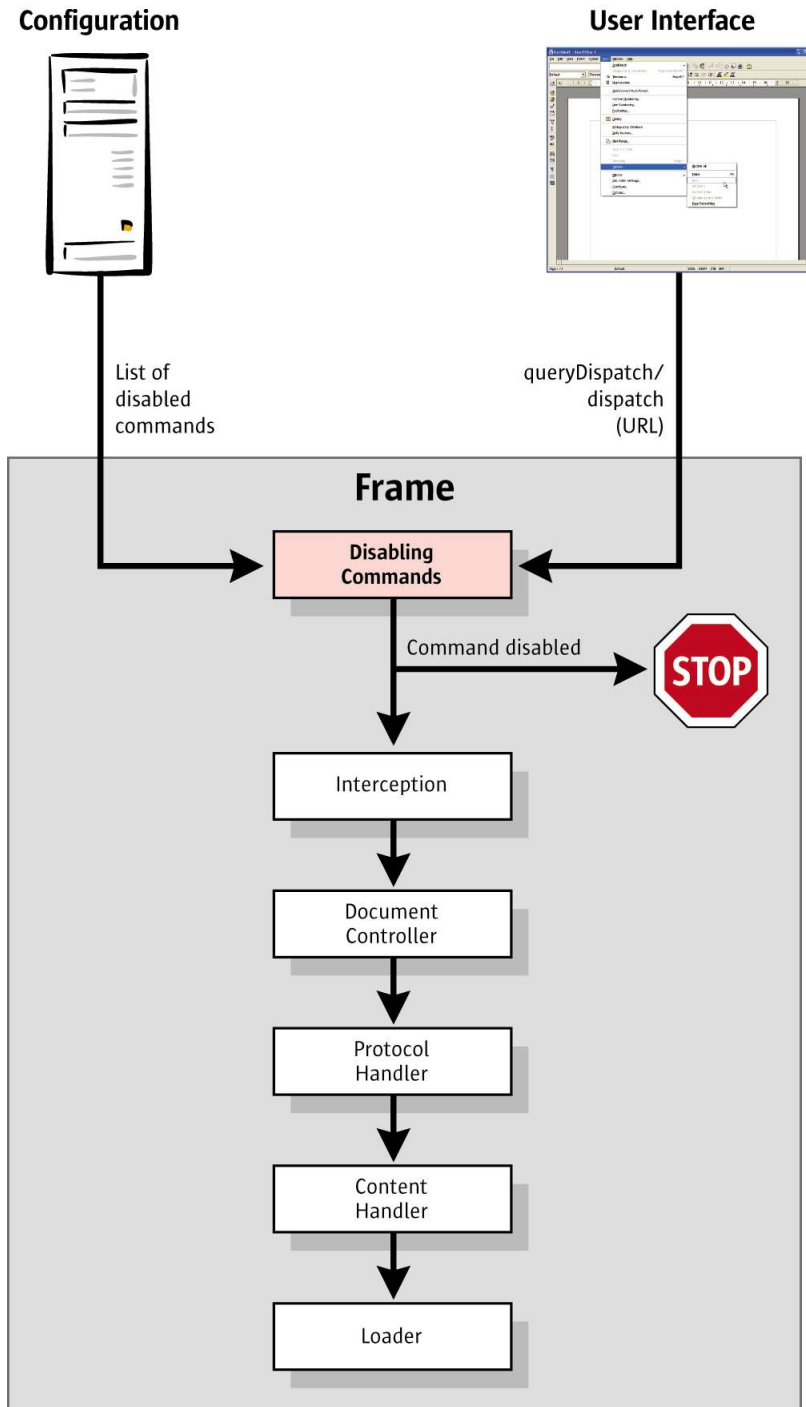 Configuration
User Interface
List of
disabled
commands
queryDispatch/
dispatch
(URL)
Frame
Disabling
Commands
Command disabled
STOP
Interception
Document
Controller
Protocol
Handler
Content
Handler
Loader